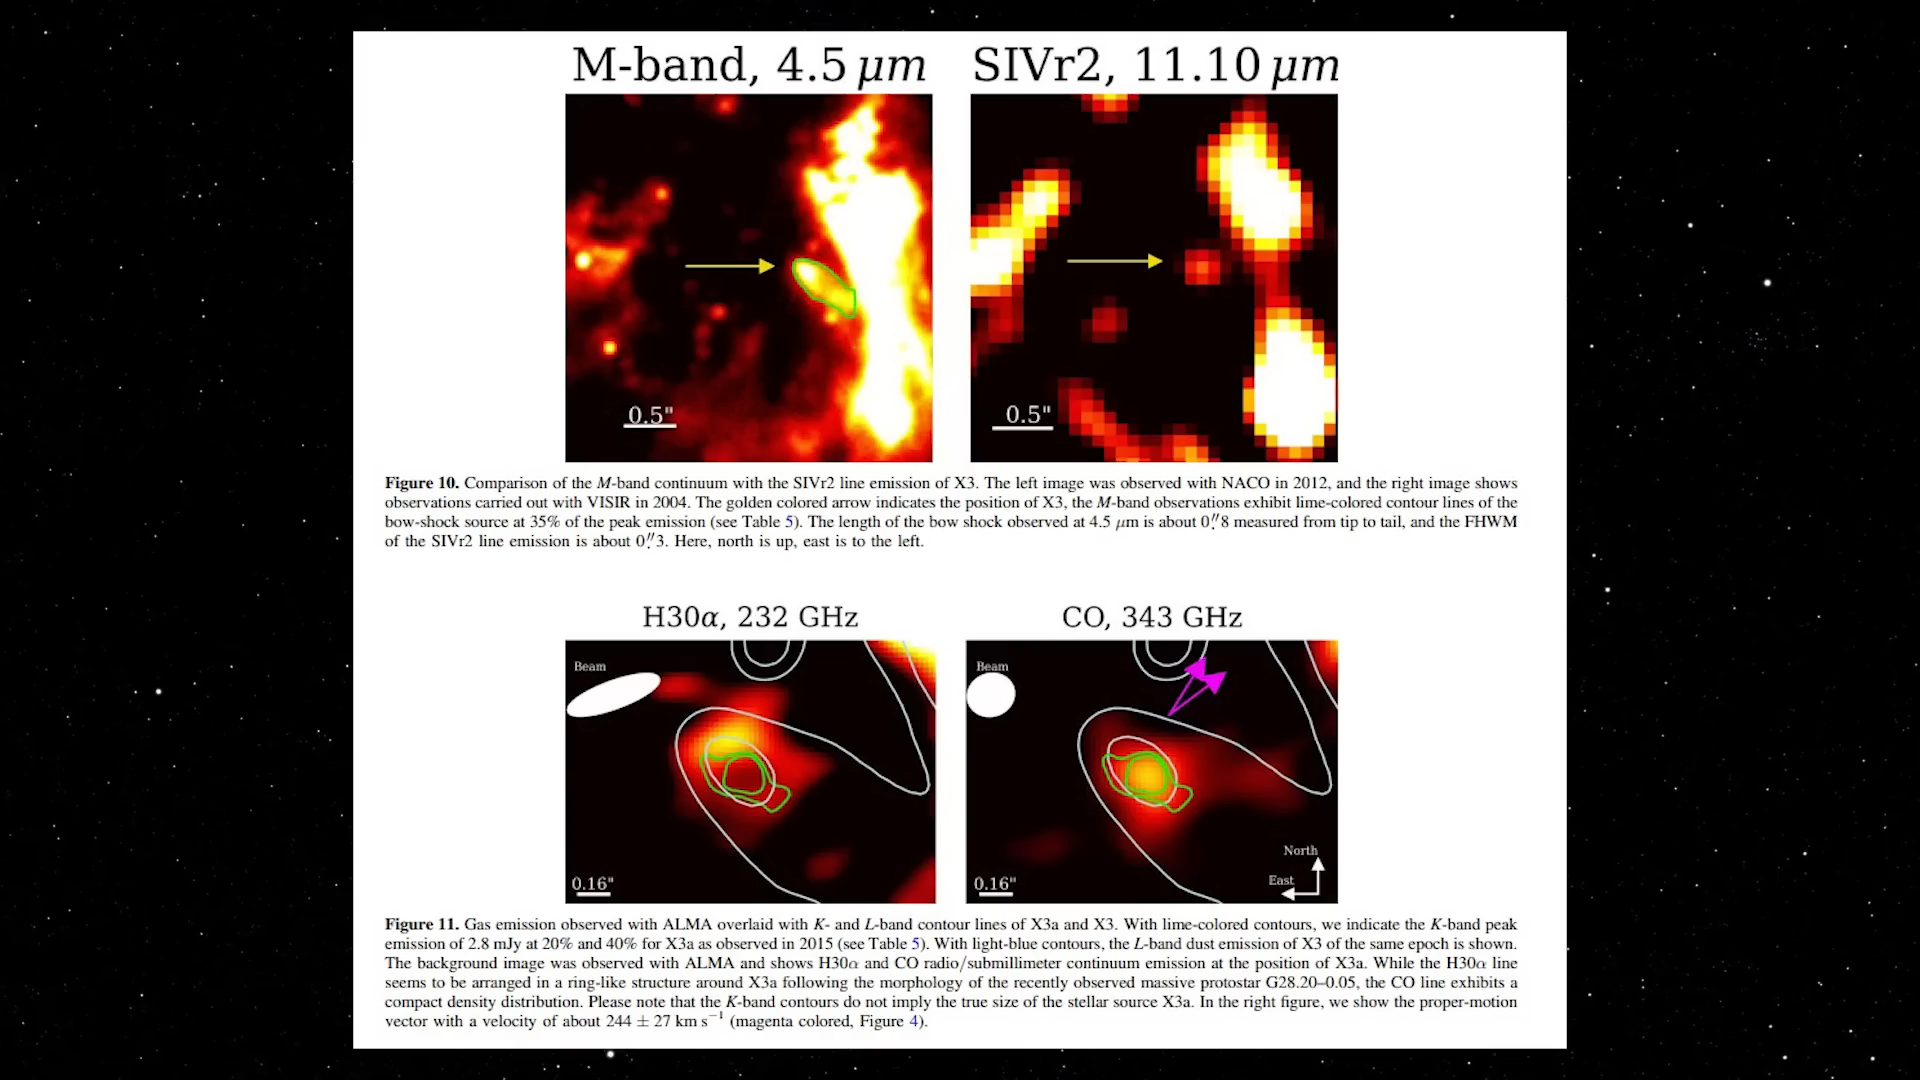 M-band, 4.5 μm
SIVr2, 11.10 μm
0.5"
0.5"
Figure 10. Comparison of the M-band continuum with the SIVr2 line emission of X3. The left image was observed with NACO in 2012, and the right image shows
observations carried out with VISIR in 2004. The golden colored arrow indicates the position of X3, the M-band observations exhibit lime-colored contour lines of the
bow-shock source at 35% of the peak emission (see Table 5). The length of the bow shock observed at 4.5 μm is about 0.″8 measured from tip to tail, and the FHWM
of the SIVr2 line emission is about 0.″3. Here, north is up, east is to the left.
H30α, 232 GHz
CO, 343 GHz
Beam
Beam
North
East
0.16"
0.16"
Figure 11. Gas emission observed with ALMA overlaid with K- and L-band contour lines of X3a and X3. With lime-colored contours, we indicate the K-band peak
emission of 2.8 mJy at 20% and 40% for X3a as observed in 2015 (see Table 5). With light-blue contours, the L-band dust emission of X3 of the same epoch is shown.
The background image was observed with ALMA and shows H30α and CO radio/submillimeter continuum emission at the position of X3a. While the H30α line
seems to be arranged in a ring-like structure around X3a following the morphology of the recently observed massive protostar G28.20–0.05, the CO line exhibits a
compact density distribution. Please note that the K-band contours do not imply the true size of the stellar source X3a. In the right figure, we show the proper-motion
vector with a velocity of about 244 ± 27 km s⁻¹ (magenta colored, Figure 4).